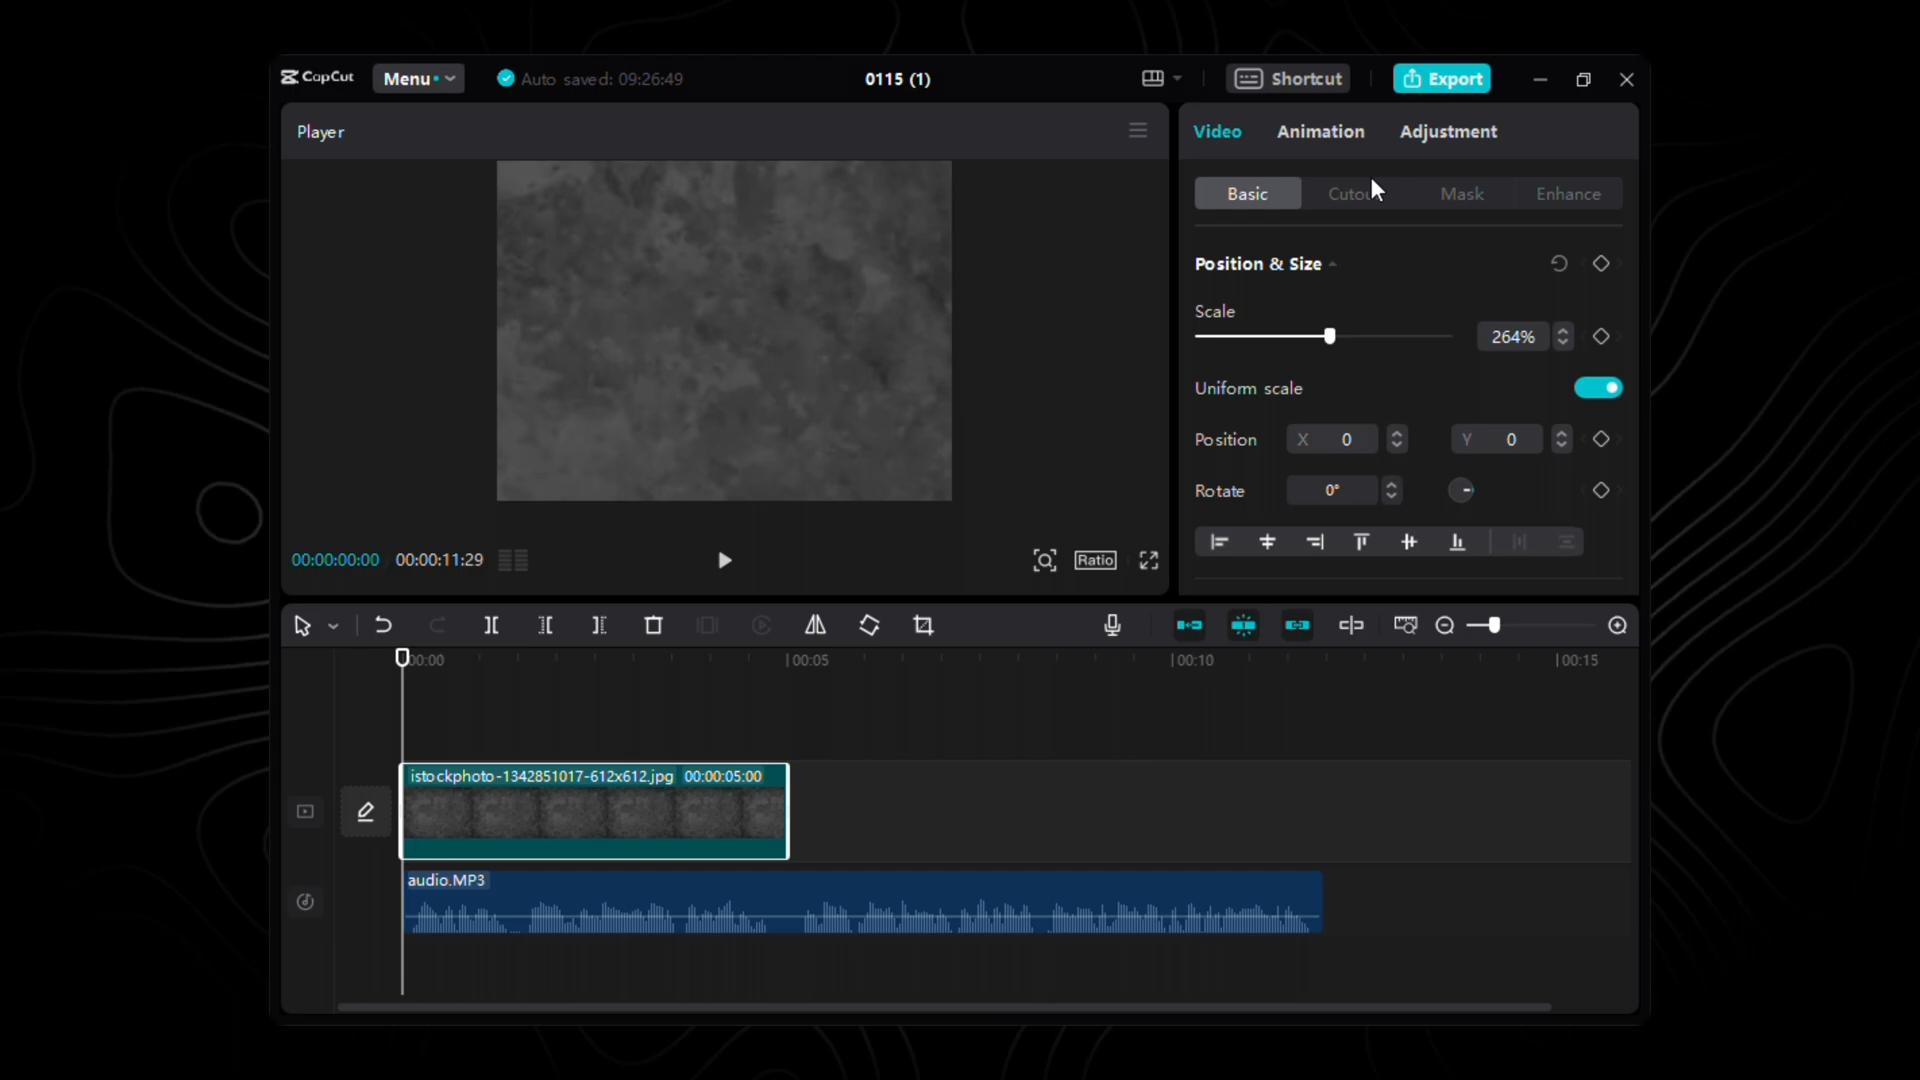 CapCut
Menu
Auto saved: 09:26:49
0115 (1)
Shortcut
Export
Player
Video
Animation
Adjustment
Basic
Mask
Enhance
Position & Size
Scale
264%
Uniform scale
Position
X
0
Y
0
Rotate
0°
00:00:00:00
00:00:11:29
Ratio
00:00
00:05
00:10
00:15
istockphoto-1342851017-612x612.jpg 00:00:05:00
audio.MP3